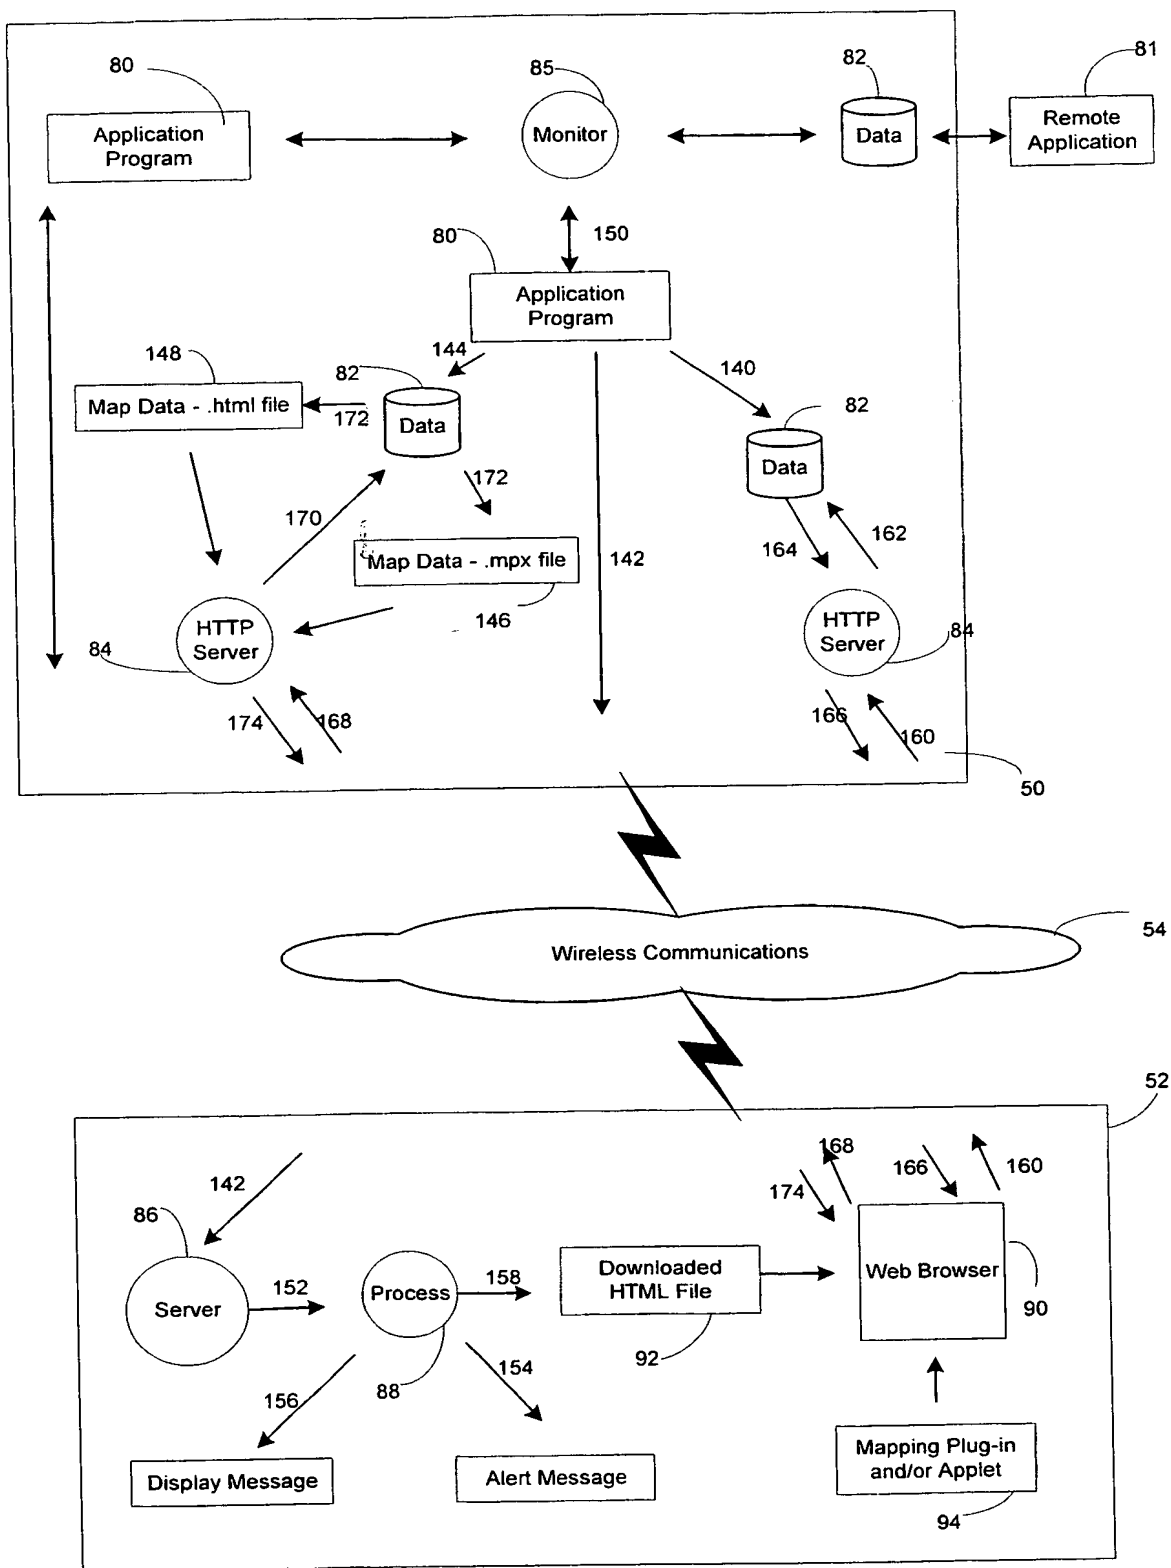 80
85
82
81
Application
Program
Monitor
Data
Remote
Application
80
150
Application
Program
148
144
82
140
82
Map Data - .html file
172
Data
Data
172
170
164
162
Map Data - .mpx file
142
146
HTTP
Server
84
HTTP
Server
84
174
168
166
160
50
54
Wireless Communications
52
142
168
166
160
174
86
Server
152
Process
158
Downloaded
HTML File
Web Browser
90
92
88
154
156
Display Message
Alert Message
Mapping Plug-in
and/or Applet
94